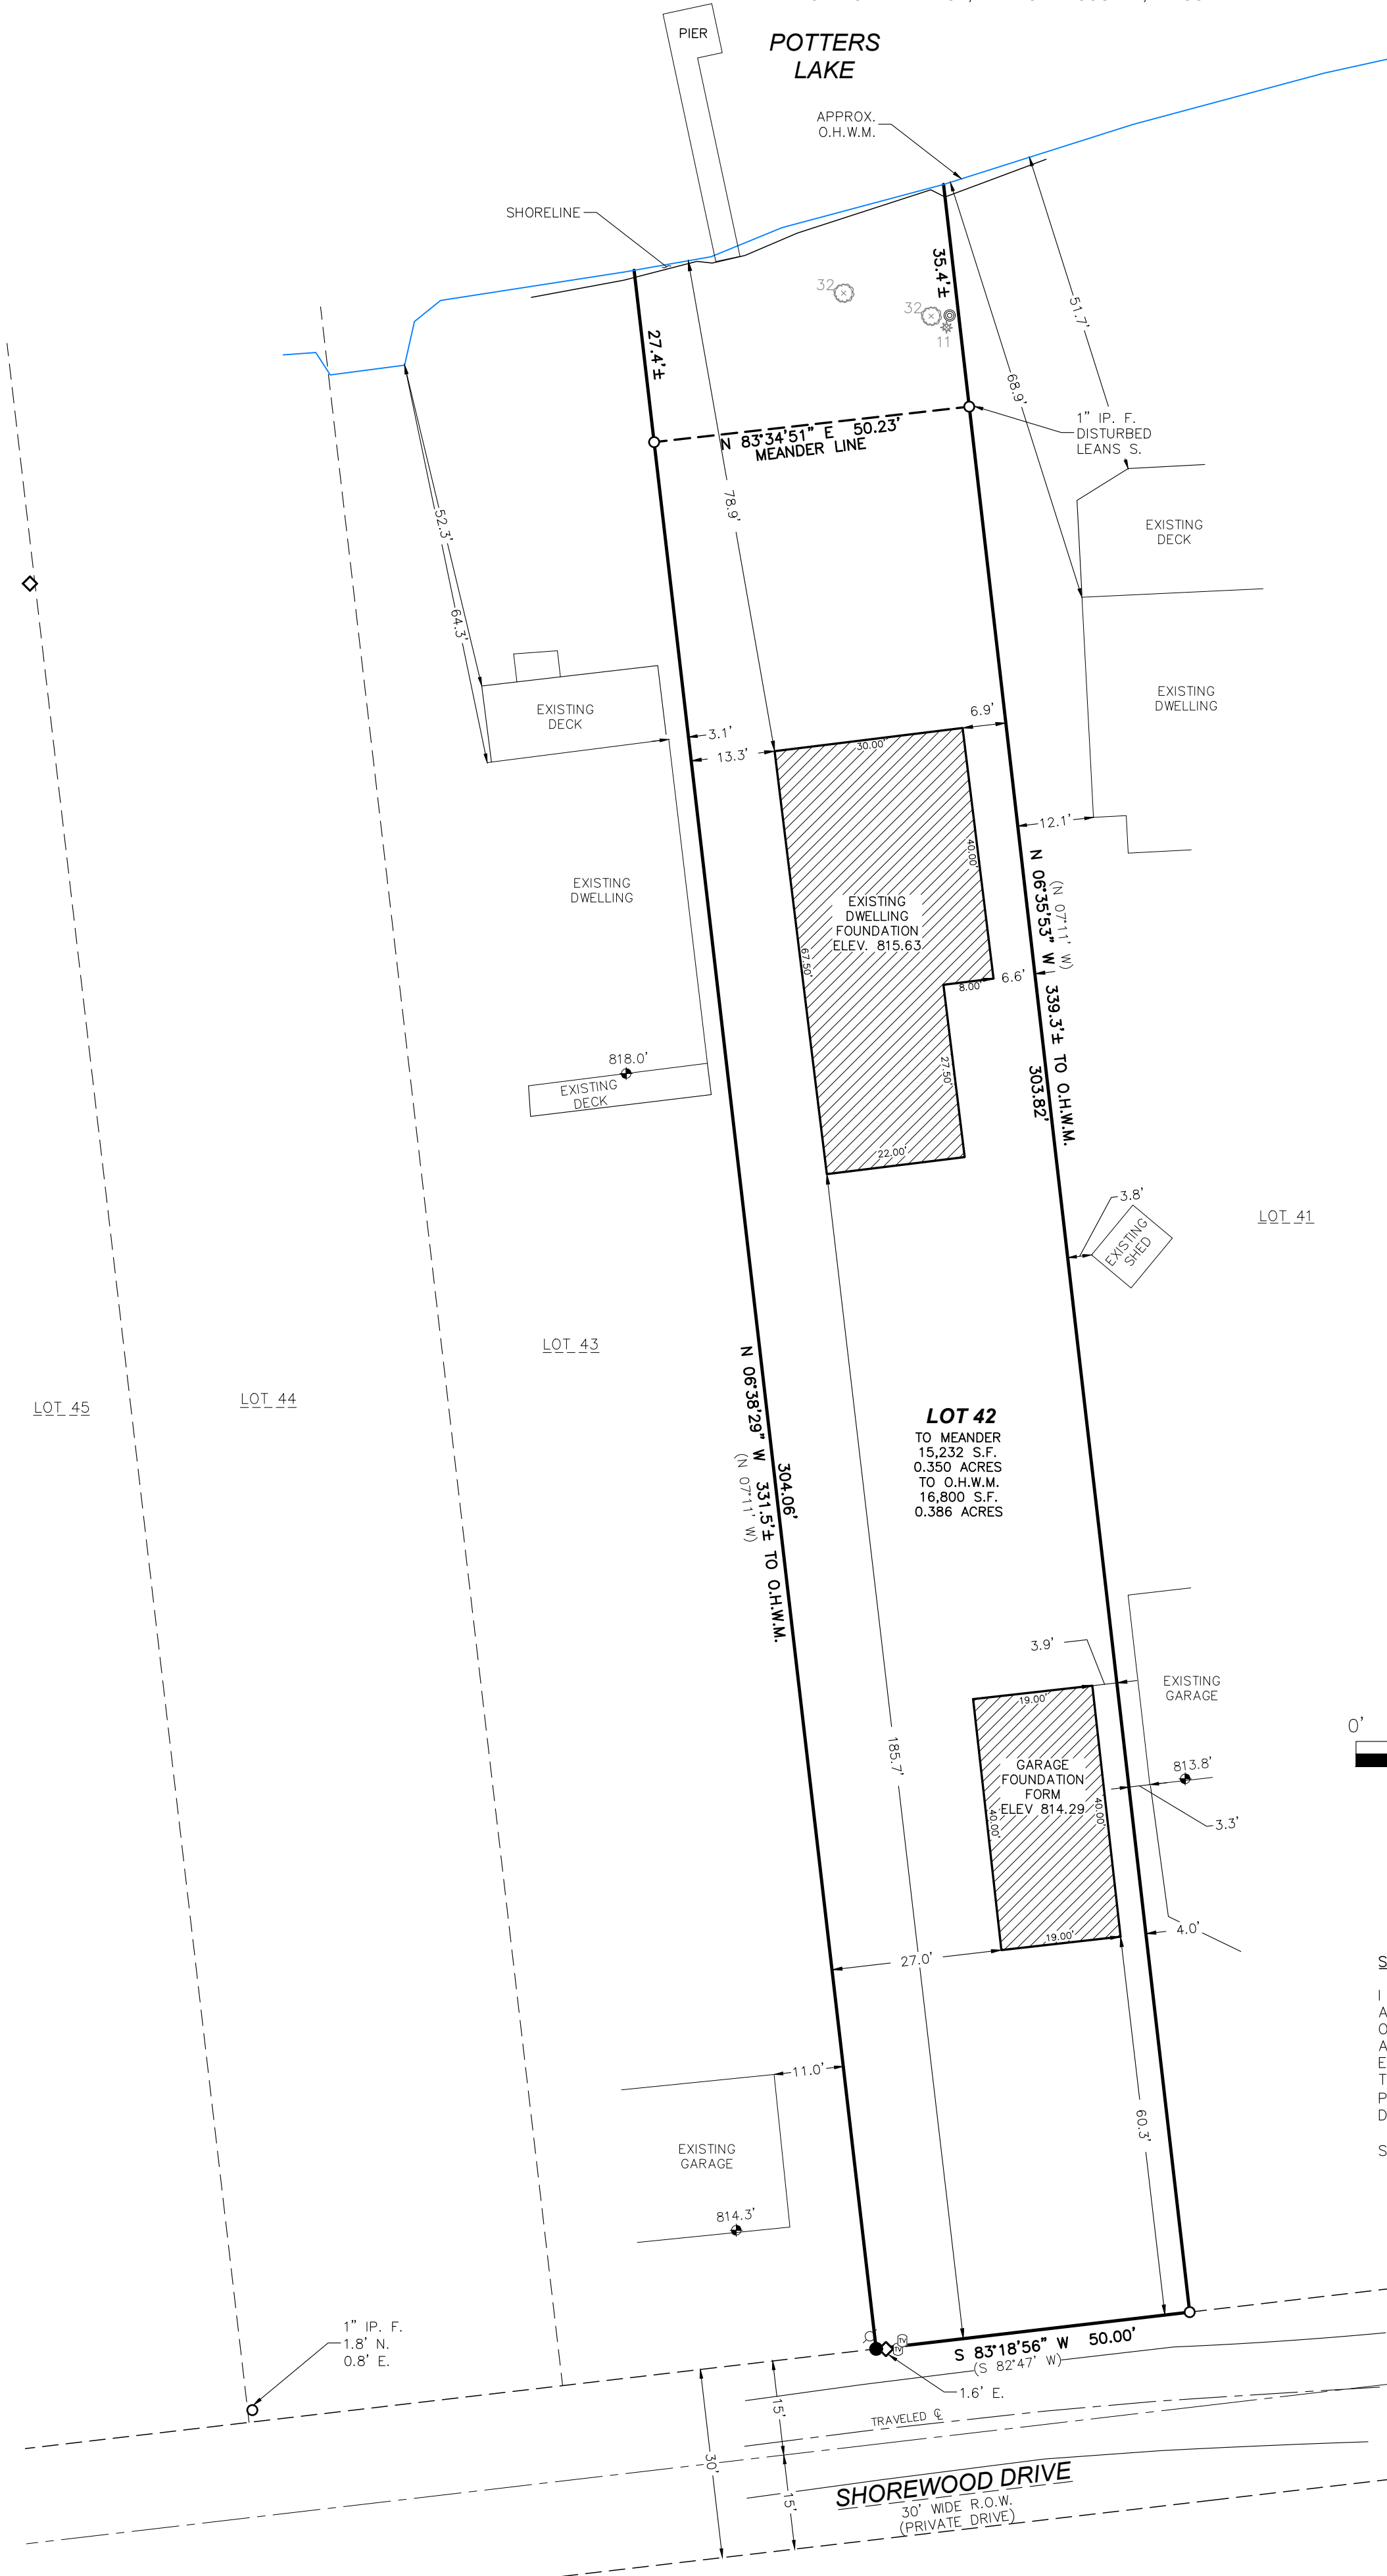 PIER
POTTERS
LAKE
APPROX.
O.H.W.M.
SHORELINE
35.4'±
51.7'
32
32
11
27.4'±
68.9'
1" IP. F.
DISTURBED
LEANS S.
N 83°34'51" E 50.23'
MEANDER LINE
78.9'
52.3'
EXISTING
DECK
64.3'
EXISTING
DECK
EXISTING
DWELLING
6.9'
3.1'
13.3'
30.00'
12.1'
40.00'
EXISTING
DWELLING
EXISTING
DWELLING
FOUNDATION
ELEV. 815.63
67.50'
N 06°35'53" W 339.3'± TO O.H.W.M.
(N 07°11' W)
303.82'
6.6'
8.00'
27.50'
818.0'
EXISTING
DECK
22.00'
3.8'
EXISTING
SHED
LOT 41
LOT 43
LOT 44
LOT 45
N 06°38'29" W 331.5'± TO O.H.W.M.
(N 07°11' W)
304.06'
LOT 42
TO MEANDER
15,232 S.F.
0.350 ACRES
TO O.H.W.M.
16,800 S.F.
0.386 ACRES
3.9'
EXISTING
GARAGE
19.00'
0'
185.7'
GARAGE
FOUNDATION
FORM
ELEV 814.29
40.00'
40.00'
813.8'
3.3'
19.00'
4.0'
27.0'
S
I
A
O
A
E
T
P
D
S
11.0'
60.3'
EXISTING
GARAGE
814.3'
1" IP. F.
1.8' N.
0.8' E.
TV
TV
S 83°18'56" W 50.00'
(S 82°47' W)
1.6' E.
15'
TRAVELED ℄
30'
15'
SHOREWOOD DRIVE
30' WIDE R.O.W.
(PRIVATE DRIVE)